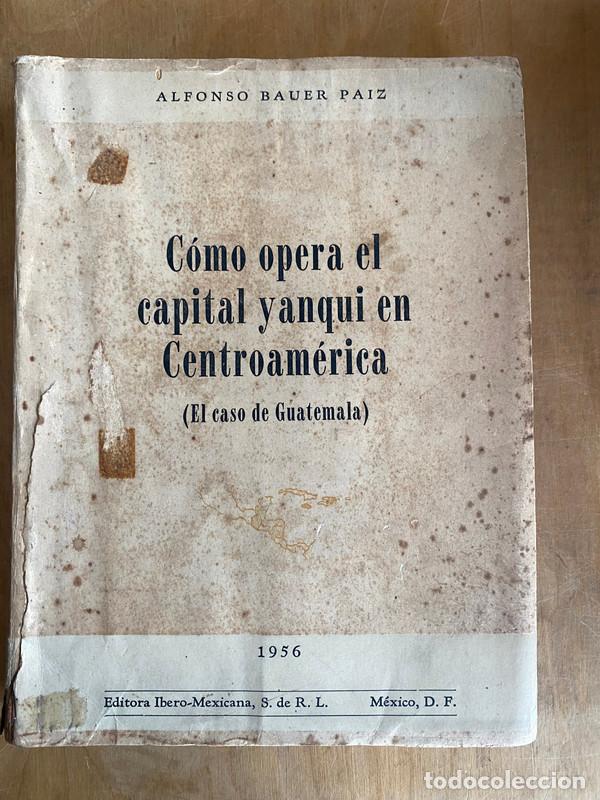 ALFONSO BAUER PAIZ
Cómo opera el
capital yanqui en
Centroamérica
(El caso de Guatemala)
1956
Editora Ibero-Mexicana, S. de R. L. México, D. F.
todocoleccion